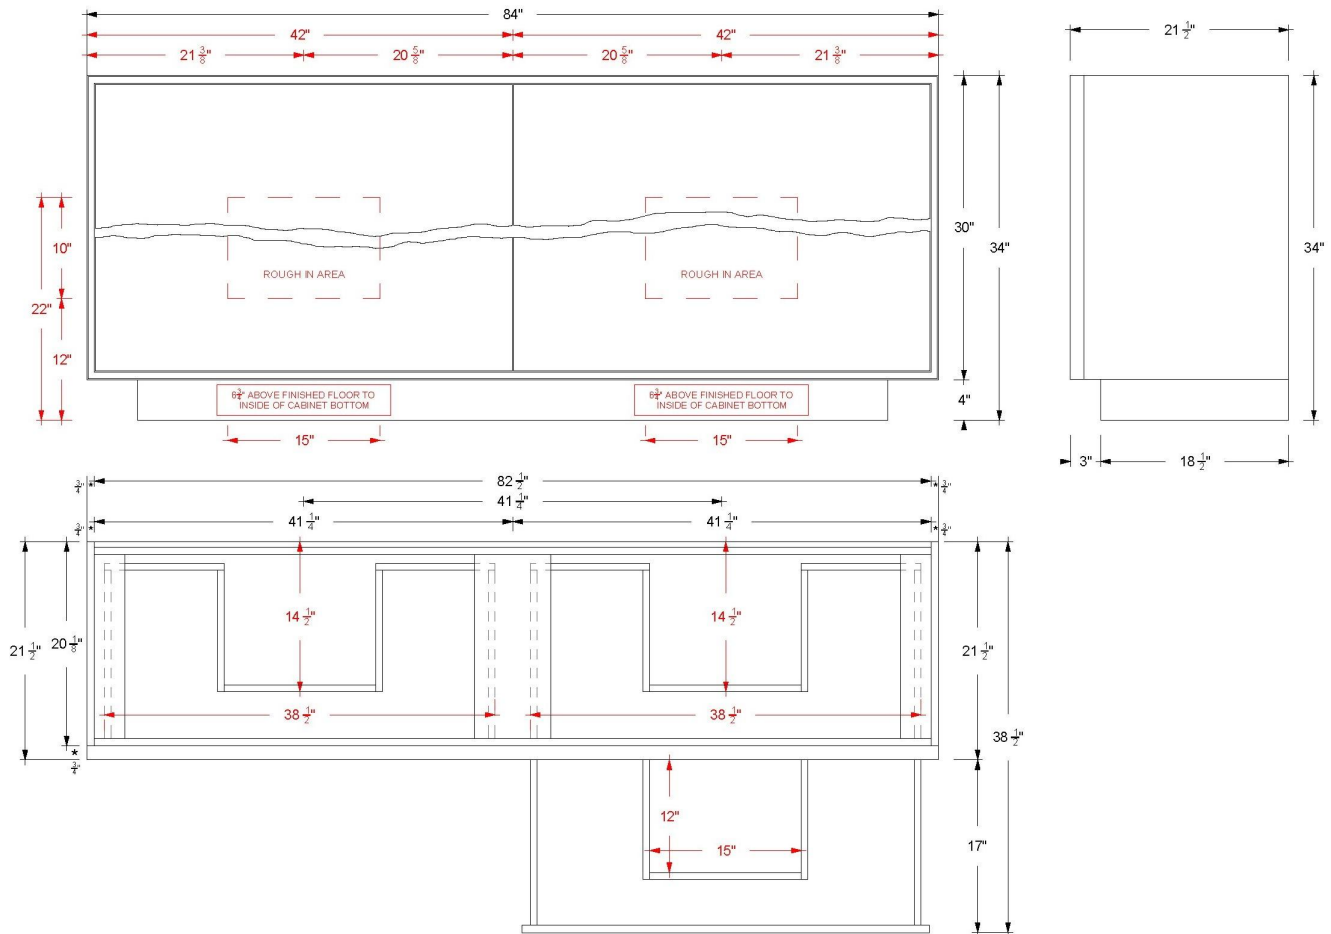 84"
42" 42"
21 3/8" 20 5/8" 20 5/8" 21 3/8"
21 1/2"
10"
22"
12"
ROUGH IN AREA
ROUGH IN AREA
30"
34"
34"
4"
6 3/4" ABOVE FINISHED FLOOR TO
INSIDE OF CABINET BOTTOM
6 3/4" ABOVE FINISHED FLOOR TO
INSIDE OF CABINET BOTTOM
15" 15"
3" 18 1/2"
3/4" * 82 1/2" * 3/4"
41 1/4"
3/4" * 41 1/4" 41 1/4" * 3/4"
14 1/2" 14 1/2"
21 1/2" 20 1/8" 21 1/2"
38 1/2" 38 1/2"
38 1/2"
*
3/4"
12"
15"
17"